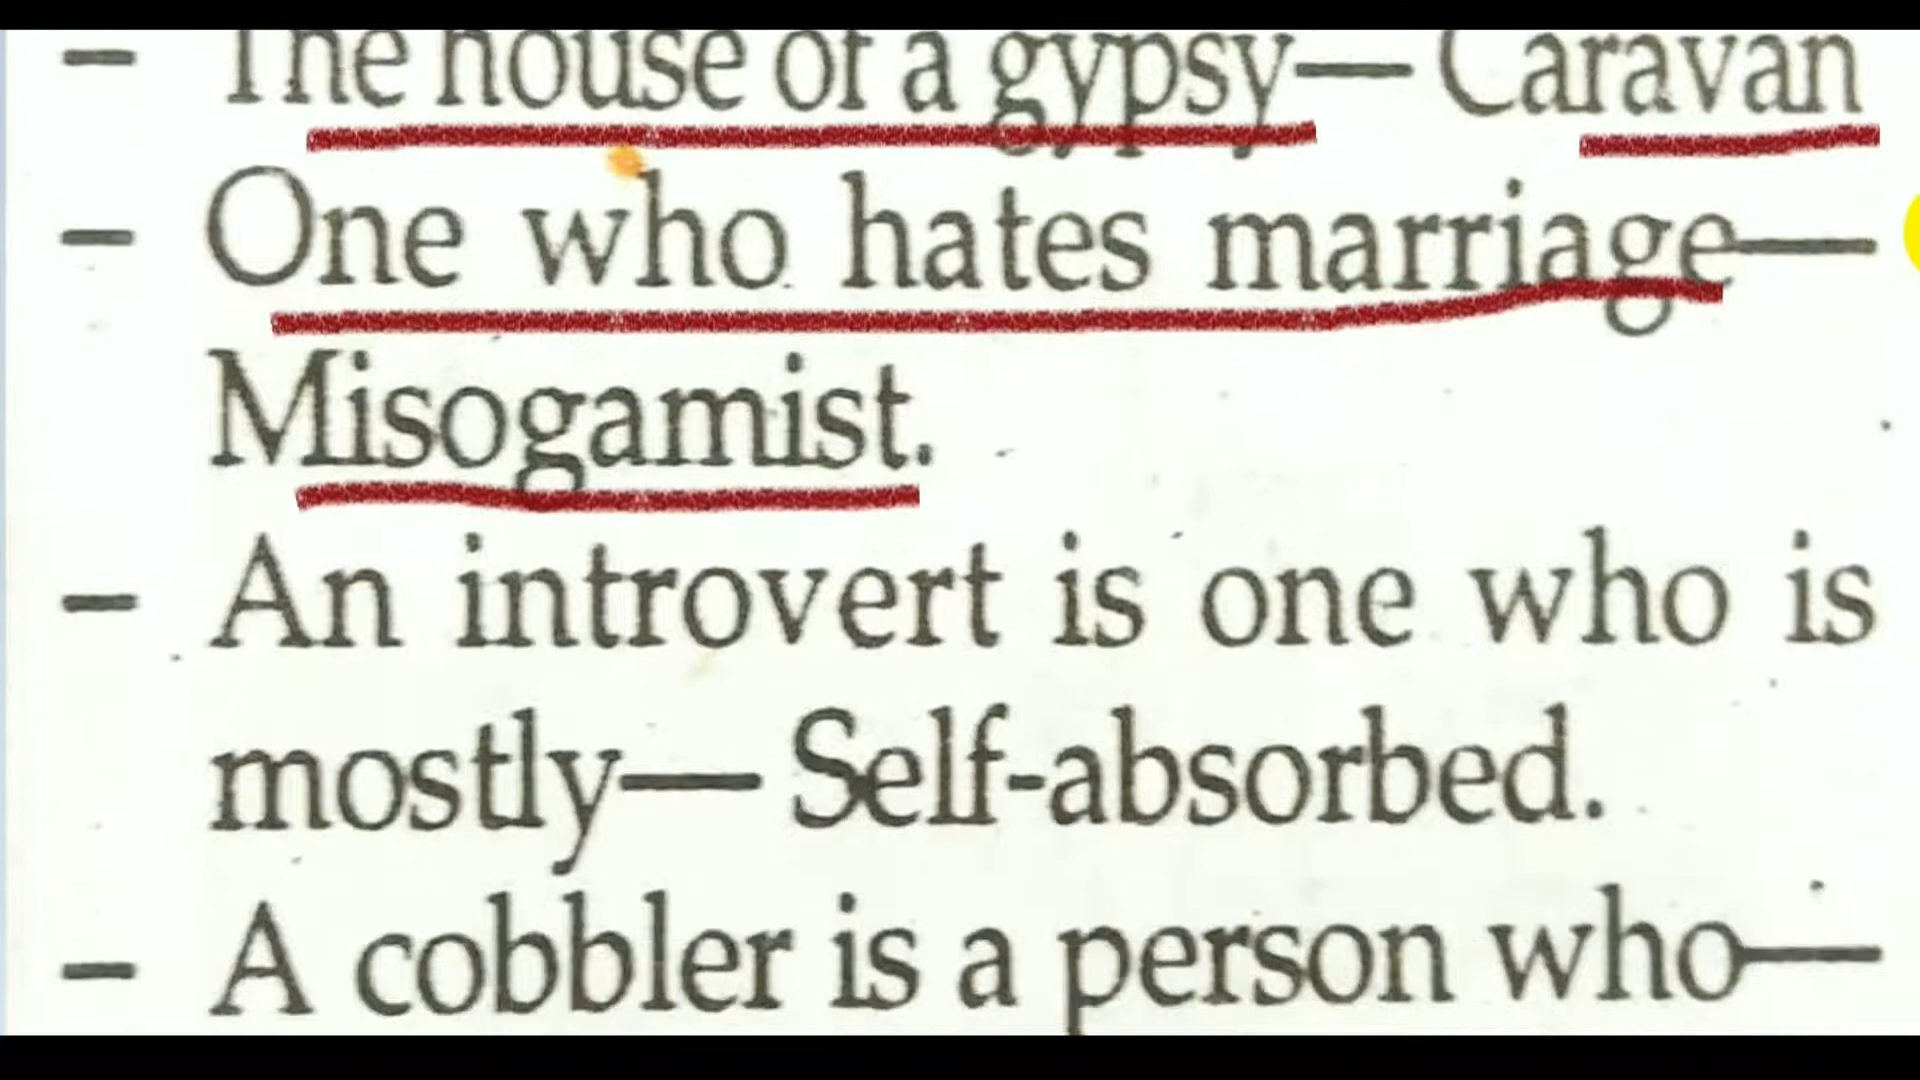 – The house of a gypsy— Caravan
– One who hates marriage—
Misogamist.
– An introvert is one who is
mostly— Self-absorbed.
– A cobbler is a person who—